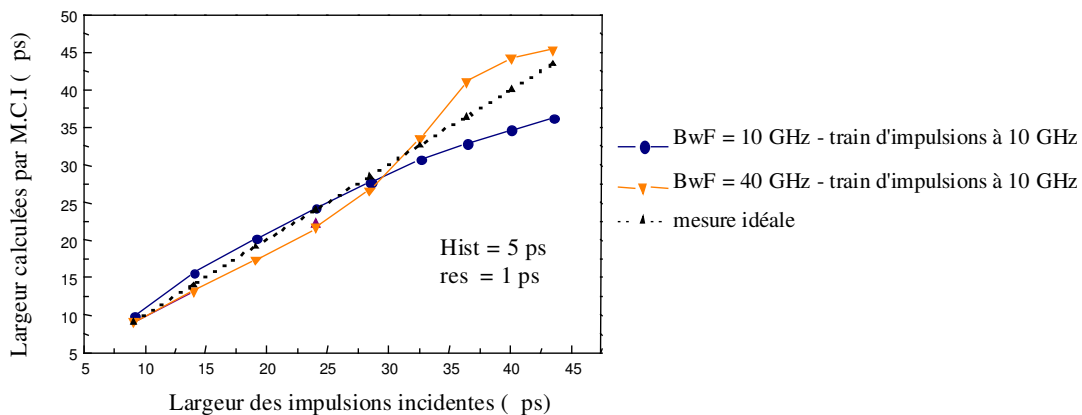 50
45
40
35
30
25
20
15
10
5
Largeur calculées par M.C.I ( ps)
5
10
15
20
25
30
35
40
45
Largeur des impulsions incidentes ( ps)
Hist = 5 ps
res = 1 ps
BwF = 10 GHz - train d'impulsions à 10 GHz
BwF = 40 GHz - train d'impulsions à 10 GHz
mesure idéale